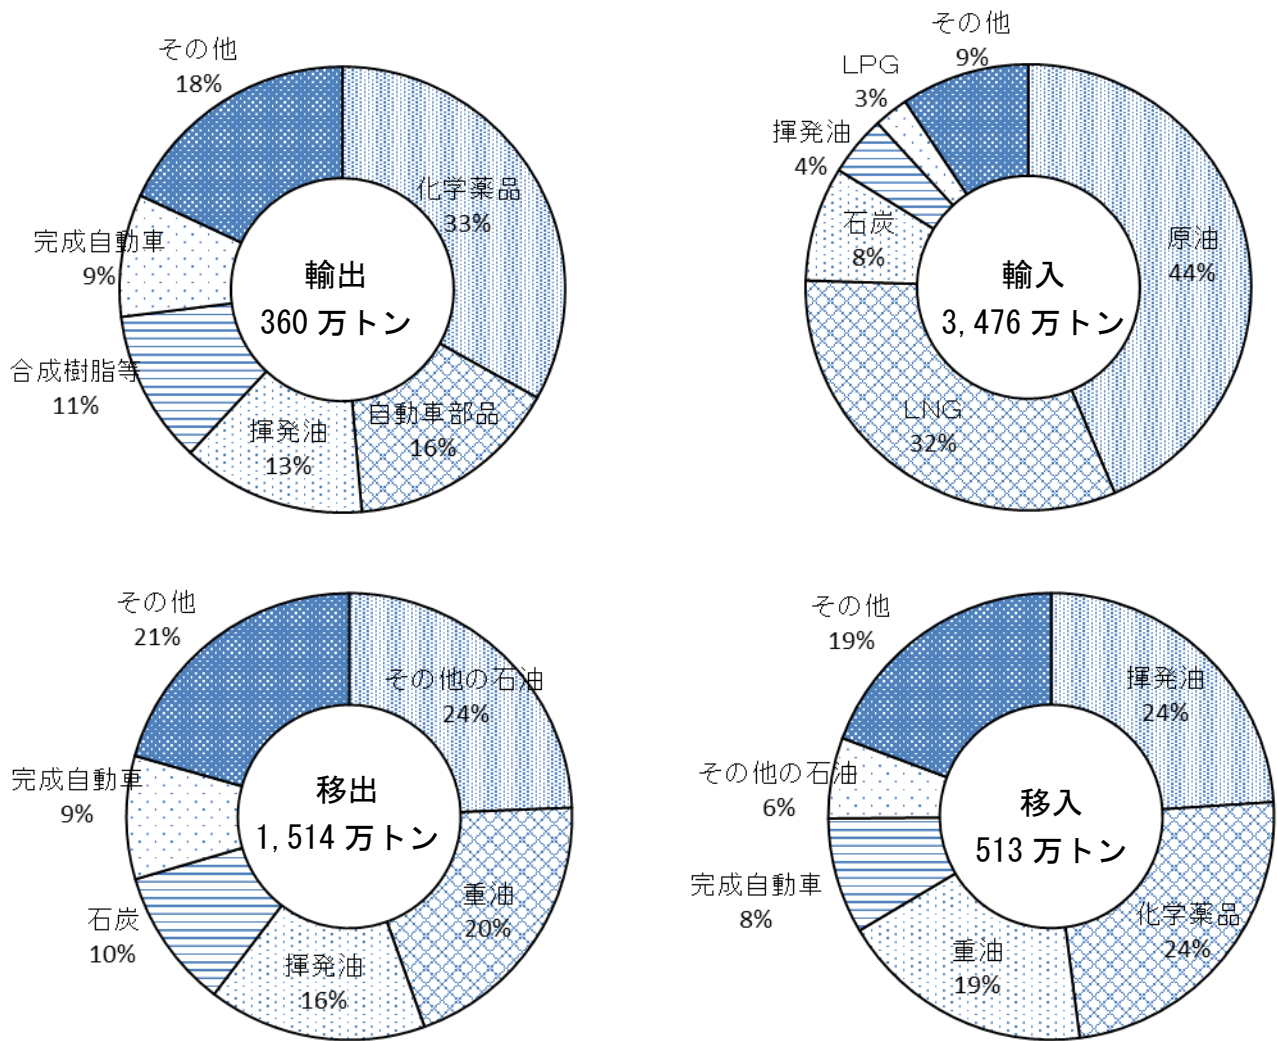 その他
18%
化学薬品
33%
自動車部品
16%
揮発油
13%
合成樹脂等
11%
完成自動車
9%
輸出
360 万トン
その他
9%
LPG
3%
揮発油
4%
石炭
8%
原油
44%
LNG
32%
輸入
3,476 万トン
その他
21%
その他の石油
24%
重油
20%
揮発油
16%
石炭
10%
完成自動車
9%
移出
1,514 万トン
その他
19%
揮発油
24%
化学薬品
24%
重油
19%
完成自動車
8%
その他の石油
6%
移入
513 万トン